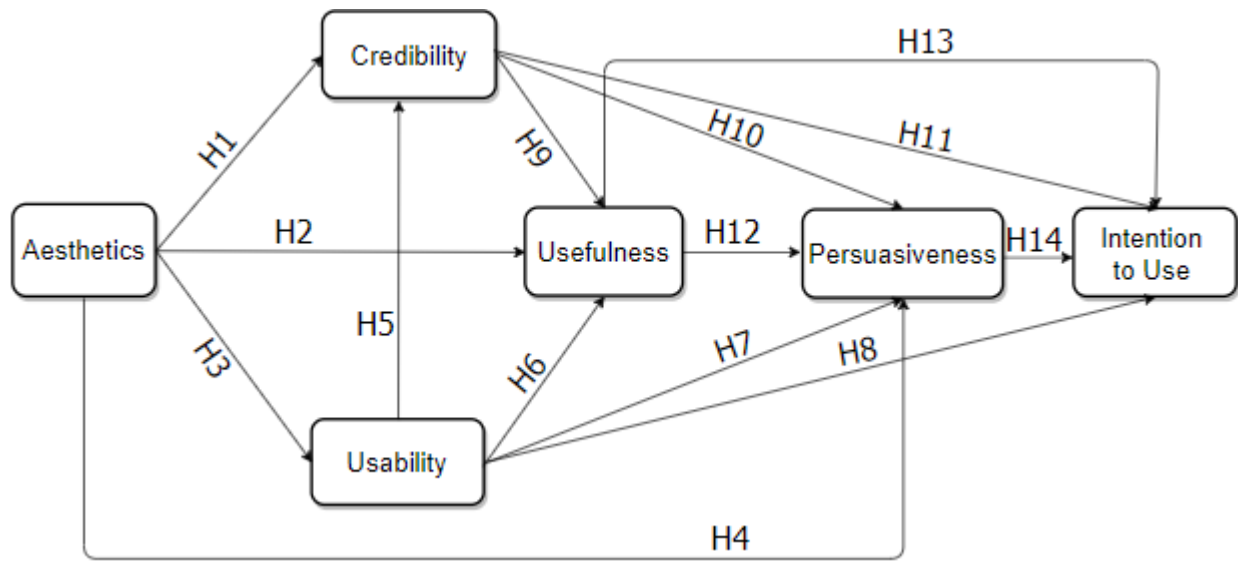 H13
Credibility
H10
H11
H1
H9
Aesthetics
H2
Usefulness
H12
Persuasiveness
H14
Intention
to Use
H5
H3
H6
H7
H8
Usability
H4